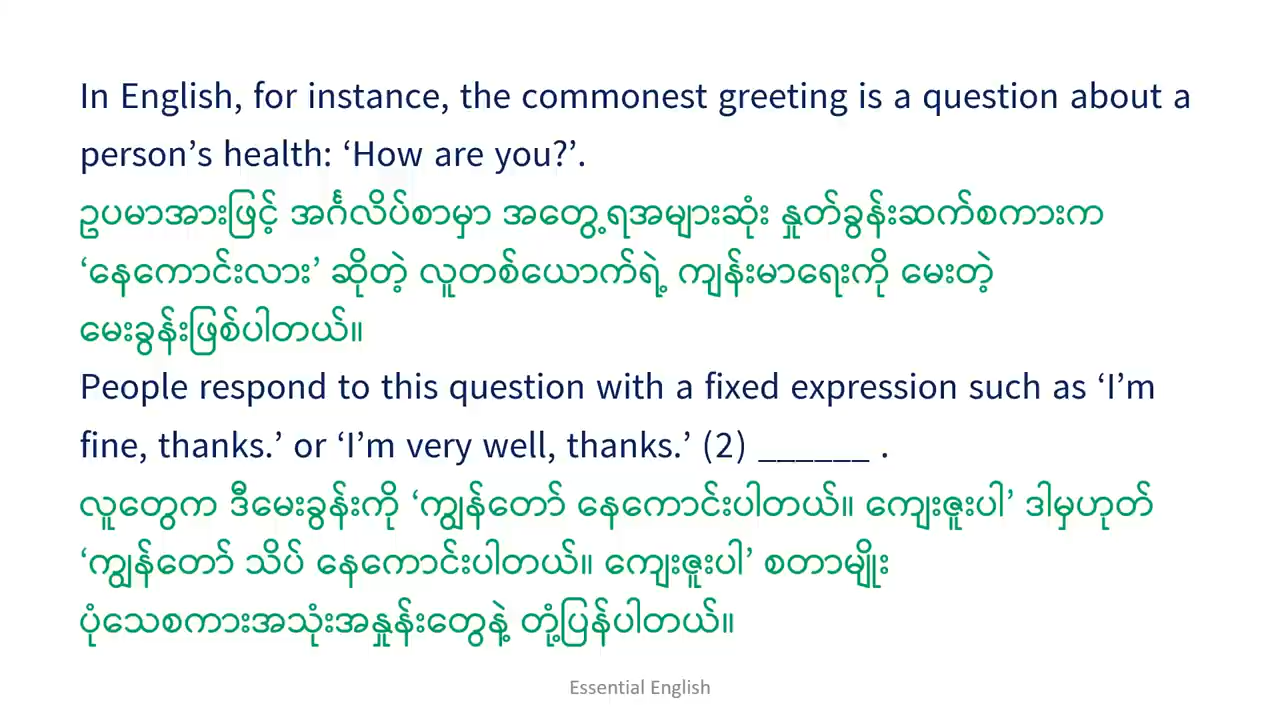 In English, for instance, the commonest greeting is a question about a
person’s health: ‘How are you?’.
ဥပမာအားဖြင့် အင်္ဂလိပ်စာမှာ အတွေ့ရအများဆုံး နှုတ်ခွန်းဆက်စကားက
‘နေကောင်းလား’ ဆိုတဲ့ လူတစ်ယောက်ရဲ့ ကျန်းမာရေးကို မေးတဲ့
မေးခွန်းဖြစ်ပါတယ်။
People respond to this question with a fixed expression such as ‘I’m
fine, thanks.’ or ‘I’m very well, thanks.’ (2) ______ .
လူတွေက ဒီမေးခွန်းကို ‘ကျွန်တော် နေကောင်းပါတယ်။ ကျေးဇူးပါ’ ဒါမှဟုတ်
‘ကျွန်တော် သိပ် နေကောင်းပါတယ်။ ကျေးဇူးပါ’ စတာမျိုး
ပုံသေစကားအသုံးအနှုန်းတွေနဲ့ တုံ့ပြန်ပါတယ်။
Essential English